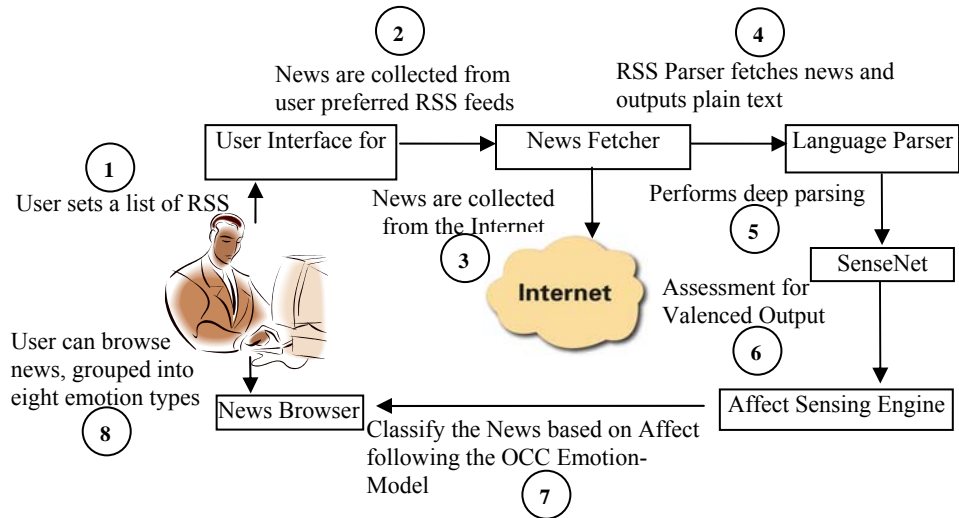 2
4
News are collected from
user preferred RSS feeds
RSS Parser fetches news and
outputs plain text
User Interface for
News Fetcher
Language Parser
1
User sets a list of RSS
News are collected
from the Internet
3
Performs deep parsing
5
SenseNet
Internet
Assessment for
Valenced Output
6
User can browse
news, grouped into
eight emotion types
8
News Browser
Affect Sensing Engine
Classify the News based on Affect
following the OCC Emotion-
Model
7